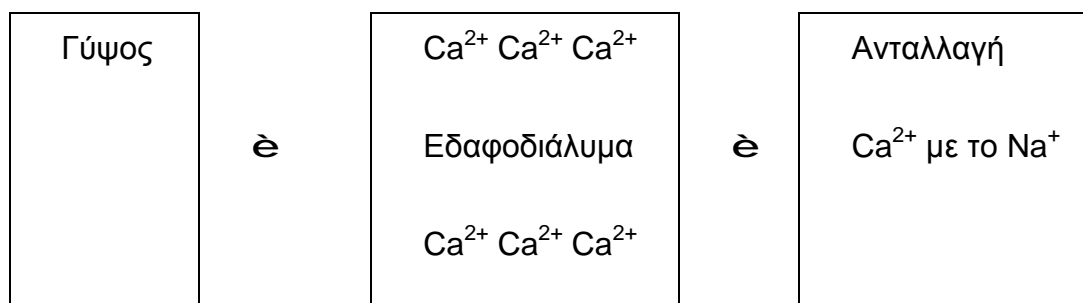 Γύψος
è
Ca²⁺ Ca²⁺ Ca²⁺
Εδαφοδιάλυμα
Ca²⁺ Ca²⁺ Ca²⁺
è
Ανταλλαγή
Ca²⁺ με το Na⁺